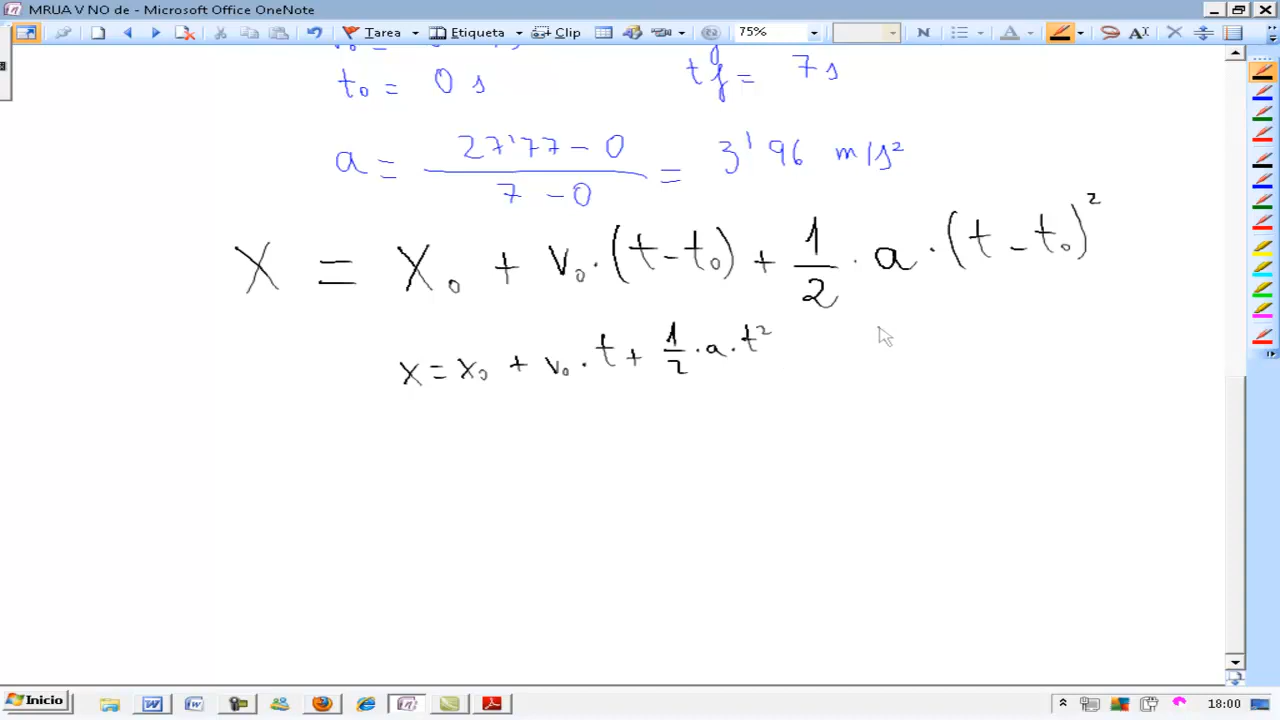 MRUA V NO de - Microsoft Office OneNote
Tarea Etiqueta Clip 75% N A
t₀ = 0 s
tf = 7 s
a = (27'77 - 0) / (7 - 0) = 3'96 m/s²
X = X₀ + v₀·(t-t₀) + 1/2 · a · (t-t₀)²
x = x₀ + v₀ · t + 1/2 · a · t²
Inicio
18:00